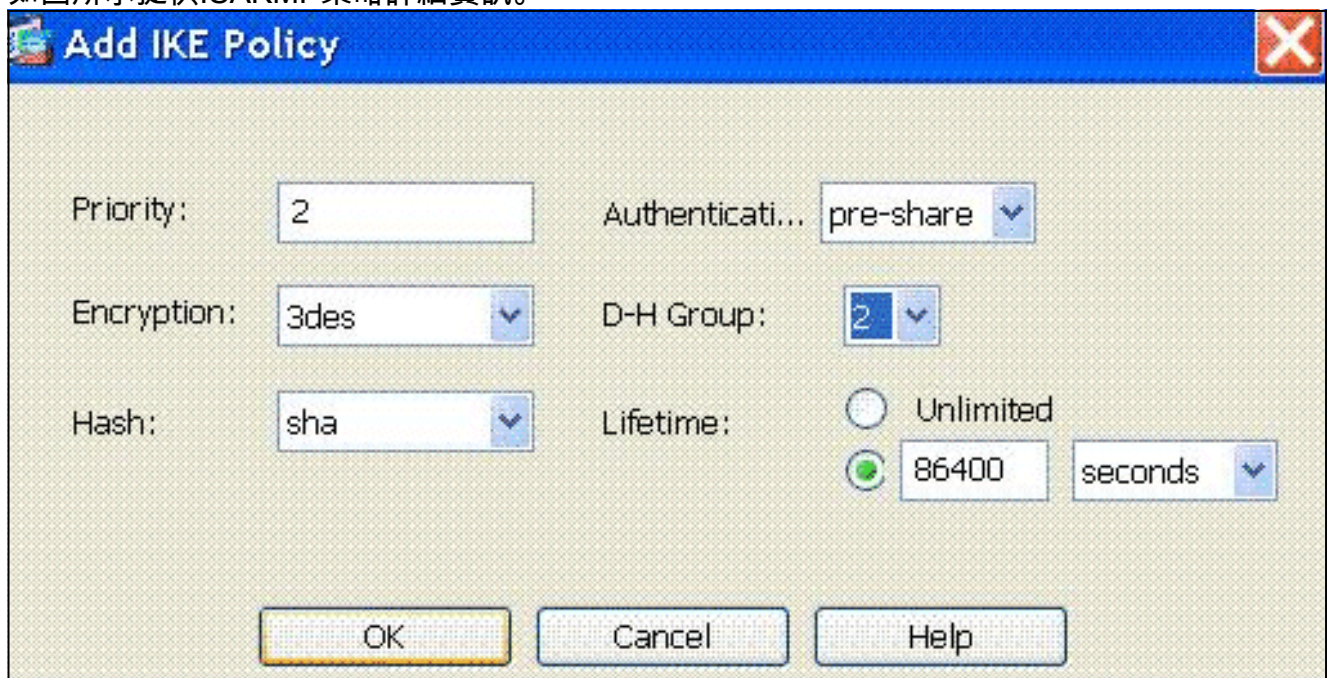 Add IKE Policy
Priority: 2 Authenticati... pre-share
Encryption: 3des D-H Group: 2
Hash: sha Lifetime: Unlimited
86400 seconds
OK Cancel Help